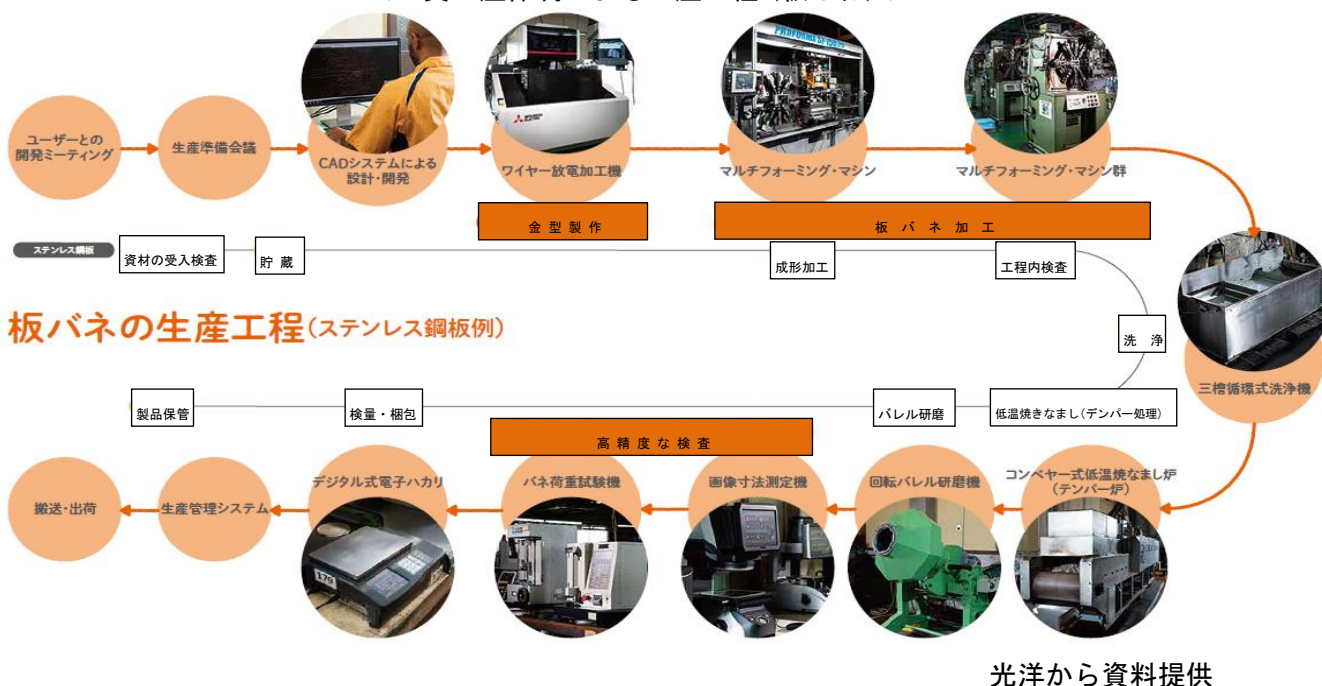 ユーザーとの
開発ミーティング
生産準備会議
CADシステムによる
設計・開発
ワイヤー放電加工機
マルチフォーミング・マシン
マルチフォーミング・マシン群
金型製作
板バネ加工
ステンレス鋼板
資材の受入検査
貯蔵
成形加工
工程内検査
板バネの生産工程(ステンレス鋼板例)
洗浄
三槽循環式洗浄機
製品保管
検量・梱包
バレル研磨
低温焼きなまし(デンパー処理)
高精度な検査
搬送・出荷
生産管理システム
デジタル式電子ハカリ
バネ荷重試験機
画像寸法測定機
回転バレル研磨機
コンベヤー式低温焼なまし炉
(テンパー炉)
179
光洋から資料提供